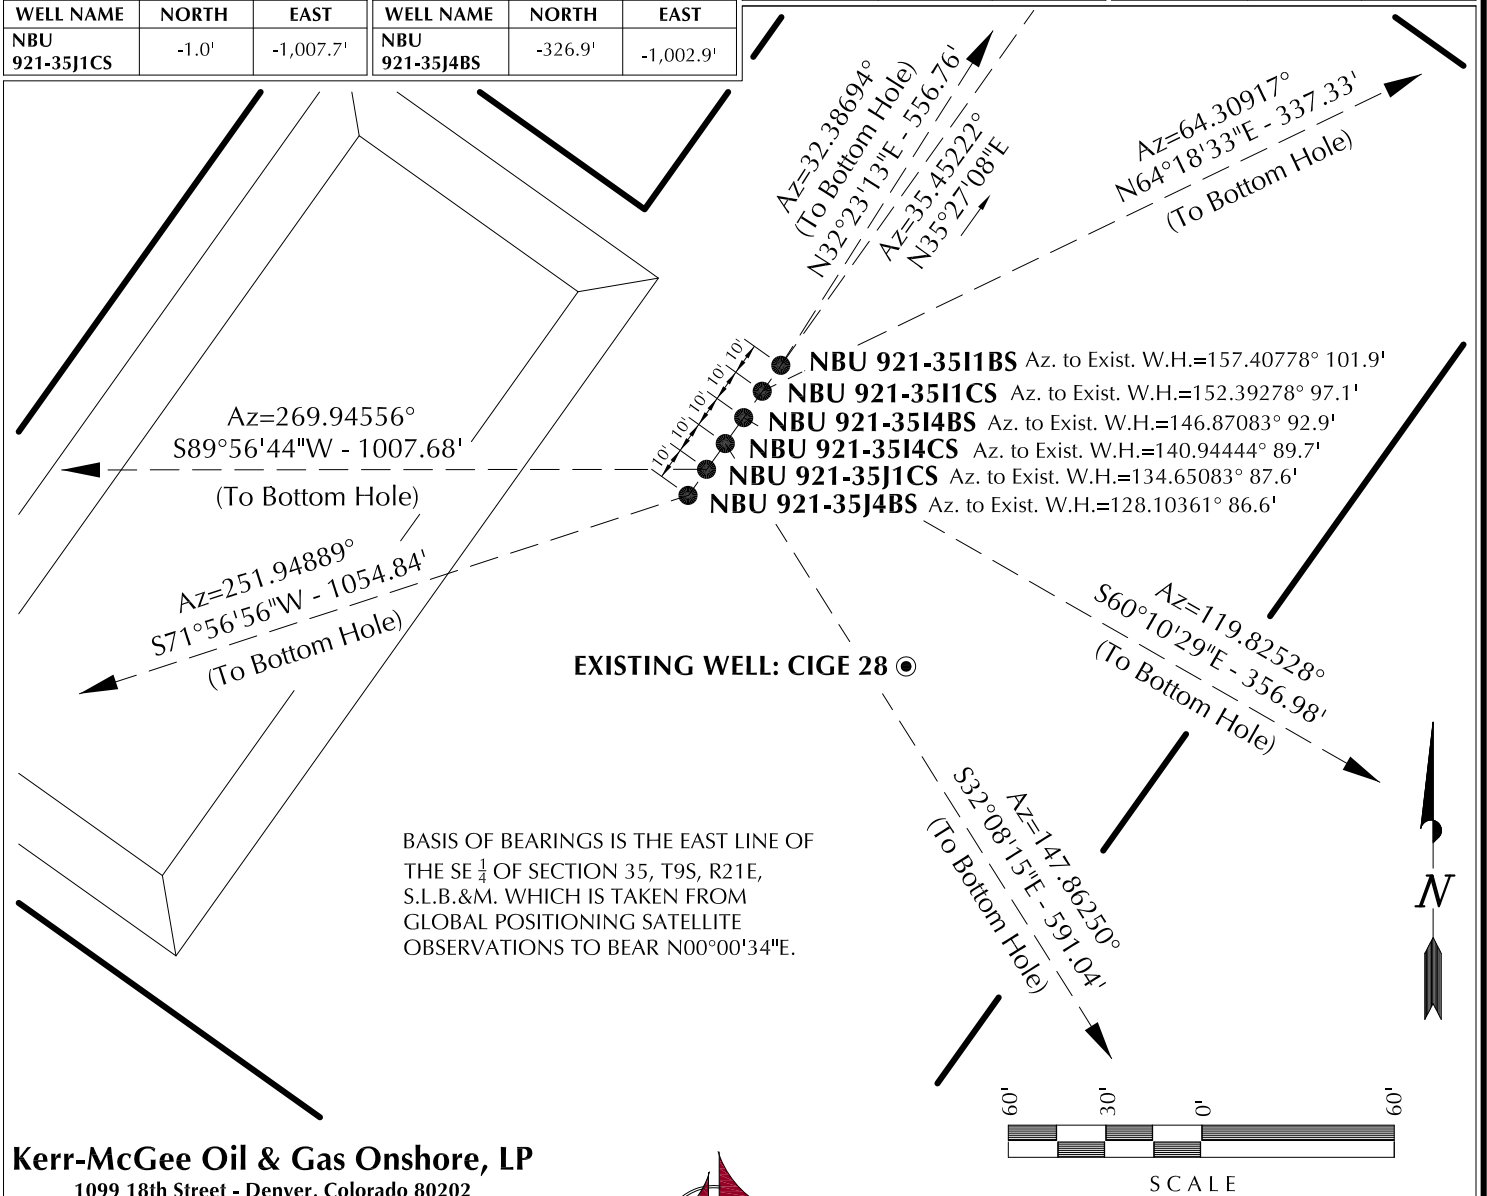 WELL NAME NORTH EAST WELL NAME NORTH EAST
NBU 921-35J1CS -1.0' -1,007.7' NBU 921-35J4BS -326.9' -1,002.9'
Az=32.38694°
(To Bottom Hole)
N32°23'13"E - 556.76'
Az=35.45222°
N35°27'08"E
Az=64.30917°
N64°18'33"E - 337.33'
(To Bottom Hole)
10'
10'
10'
10'
10'
NBU 921-35I1BS Az. to Exist. W.H.=157.40778° 101.9'
NBU 921-35I1CS Az. to Exist. W.H.=152.39278° 97.1'
NBU 921-35I4BS Az. to Exist. W.H.=146.87083° 92.9'
NBU 921-35I4CS Az. to Exist. W.H.=140.94444° 89.7'
NBU 921-35J1CS Az. to Exist. W.H.=134.65083° 87.6'
NBU 921-35J4BS Az. to Exist. W.H.=128.10361° 86.6'
Az=269.94556°
S89°56'44"W - 1007.68'
(To Bottom Hole)
Az=251.94889°
S71°56'56"W - 1054.84'
(To Bottom Hole)
EXISTING WELL: CIGE 28
Az=119.82528°
S60°10'29"E - 356.98'
(To Bottom Hole)
Az=147.86250°
S32°08'15"E - 591.04'
(To Bottom Hole)
BASIS OF BEARINGS IS THE EAST LINE OF
THE SE 1/4 OF SECTION 35, T9S, R21E,
S.L.B.&M. WHICH IS TAKEN FROM
GLOBAL POSITIONING SATELLITE
OBSERVATIONS TO BEAR N00°00'34"E.
N
60' 30' 0' 60'
SCALE
Kerr-McGee Oil & Gas Onshore, LP
1099 18th Street - Denver, Colorado 80202